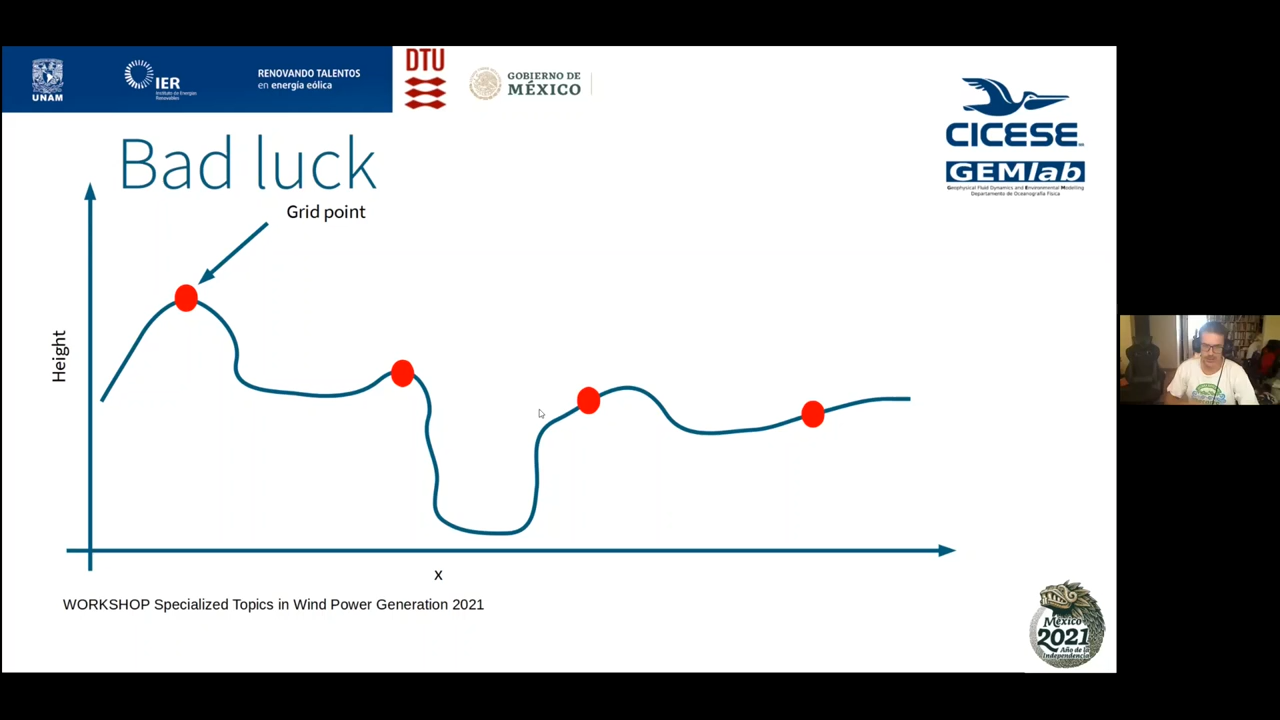 UNAM
IER
Instituto de Energías
Renovables
RENOVANDO TALENTOS
en energía eólica
DTU
GOBIERNO DE
MÉXICO
CICESE
GEMlab
Geophysical Fluid Dynamics and Environmental Modelling
Departamento de Oceanografía Física
Bad luck
Grid point
Height
x
WORKSHOP Specialized Topics in Wind Power Generation 2021
México
2021
Año de la
Independencia